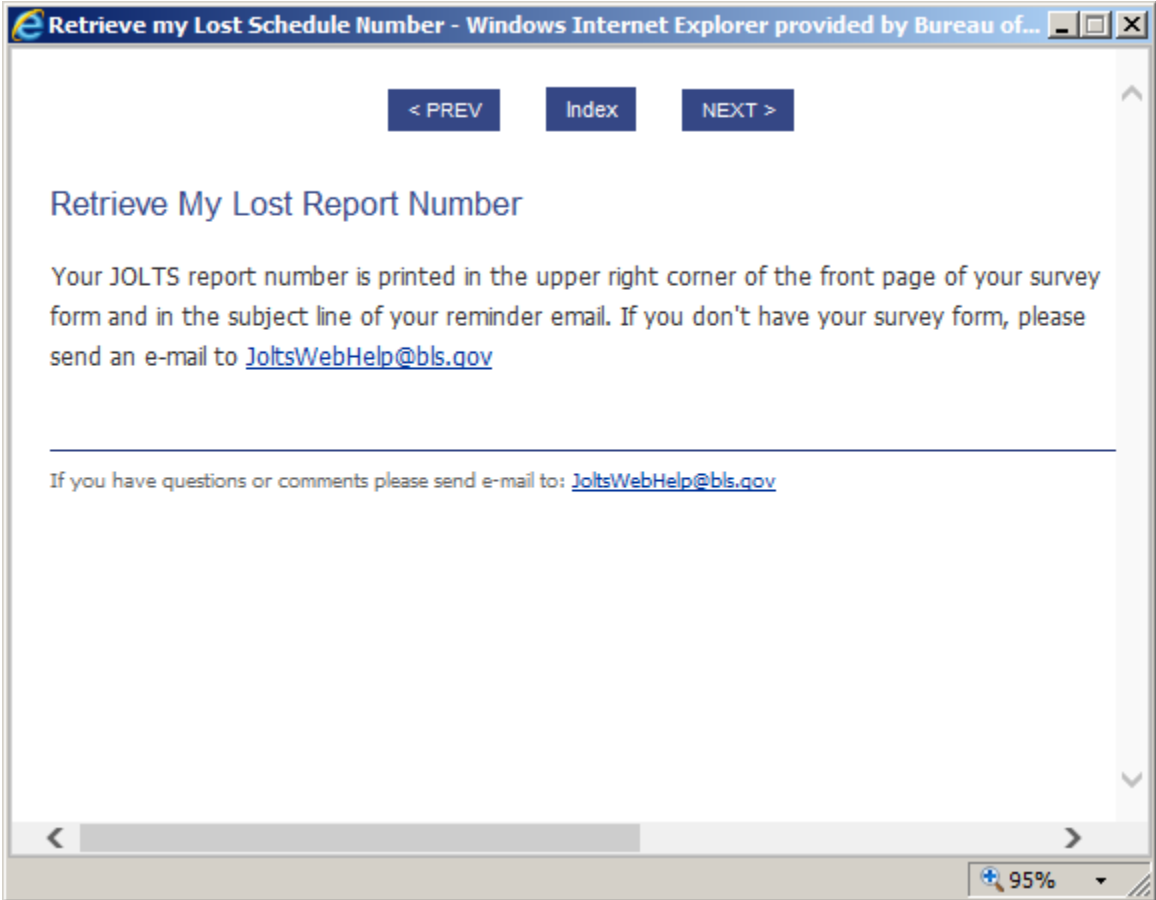 Retrieve my Lost Schedule Number - Windows Internet Explorer provided by Bureau of...
< PREV
Index
NEXT >
Retrieve My Lost Report Number
Your JOLTS report number is printed in the upper right corner of the front page of your survey
form and in the subject line of your reminder email. If you don't have your survey form, please
send an e-mail to JoltsWebHelp@bls.gov
If you have questions or comments please send e-mail to: JoltsWebHelp@bls.gov
95%